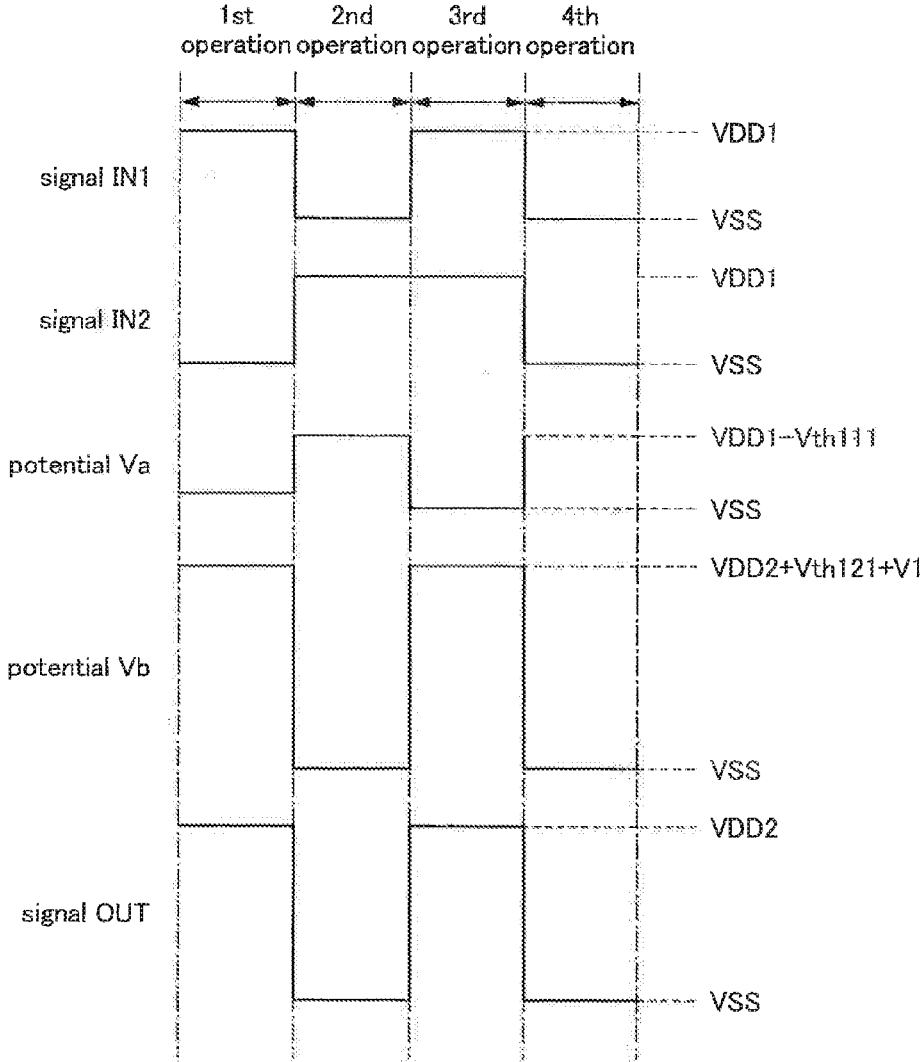 1st 2nd 3rd 4th
operation operation operation operation
VDD1
signal IN1
VSS
VDD1
signal IN2
VSS
VDD1-Vth111
potential Va
VSS
VDD2+Vth121+V1
potential Vb
VSS
VDD2
signal OUT
VSS